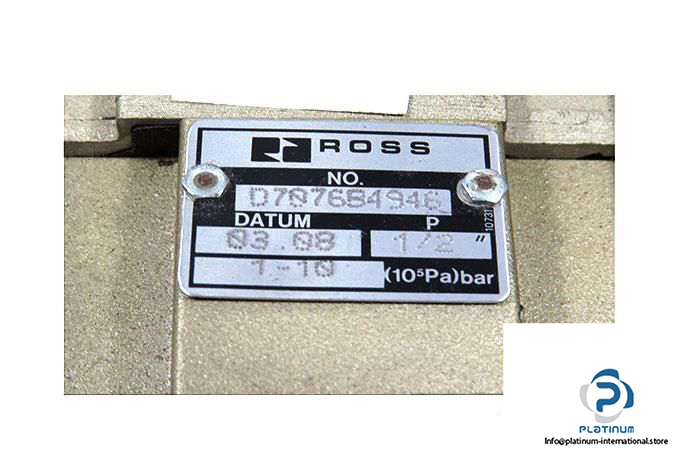 ROSS
NO.
D7076B4946
DATUM P
03.08 1/2 "
1-10 (10⁵Pa)bar
10731
PLATINUM
Info@platinum-international.store